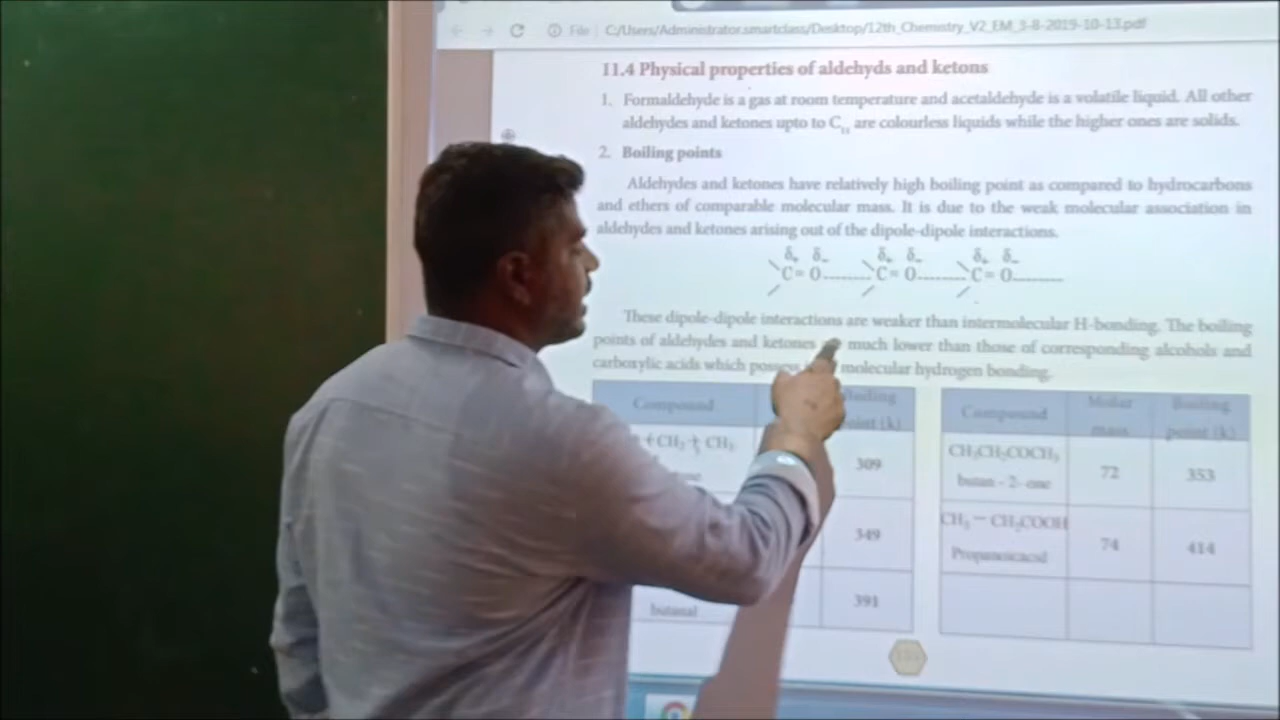 File C:/Users/Administrator.smartclass/Desktop/12th_Chemistry_V2_EM_3-8-2019-10-13.pdf
11.4 Physical properties of aldehyds and ketons
1. Formaldehyde is a gas at room temperature and acetaldehyde is a volatile liquid. All other
aldehydes and ketones upto to C₁₁ are colourless liquids while the higher ones are solids.
2. Boiling points
Aldehydes and ketones have relatively high boiling point as compared to hydrocarbons
and ethers of comparable molecular mass. It is due to the weak molecular association in
aldehydes and ketones arising out of the dipole-dipole interactions.
δ+ δ– δ+ δ– δ+ δ–
C = O---------C = O---------C = O---------
These dipole-dipole interactions are weaker than intermolecular H-bonding. The boiling
points of aldehydes and ketones much lower than those of corresponding alcohols and
carboxylic acids which molecular hydrogen bonding.
Compound Boiling point (k)
CH₂ CH₃ 309
349
butanal 391
Compound Molar mass Boiling point (k)
CH₃CH₂COCH₃ 72 353
butan - 2- one
CH₃ — CH₂COOH 74 414
Propanoicacid